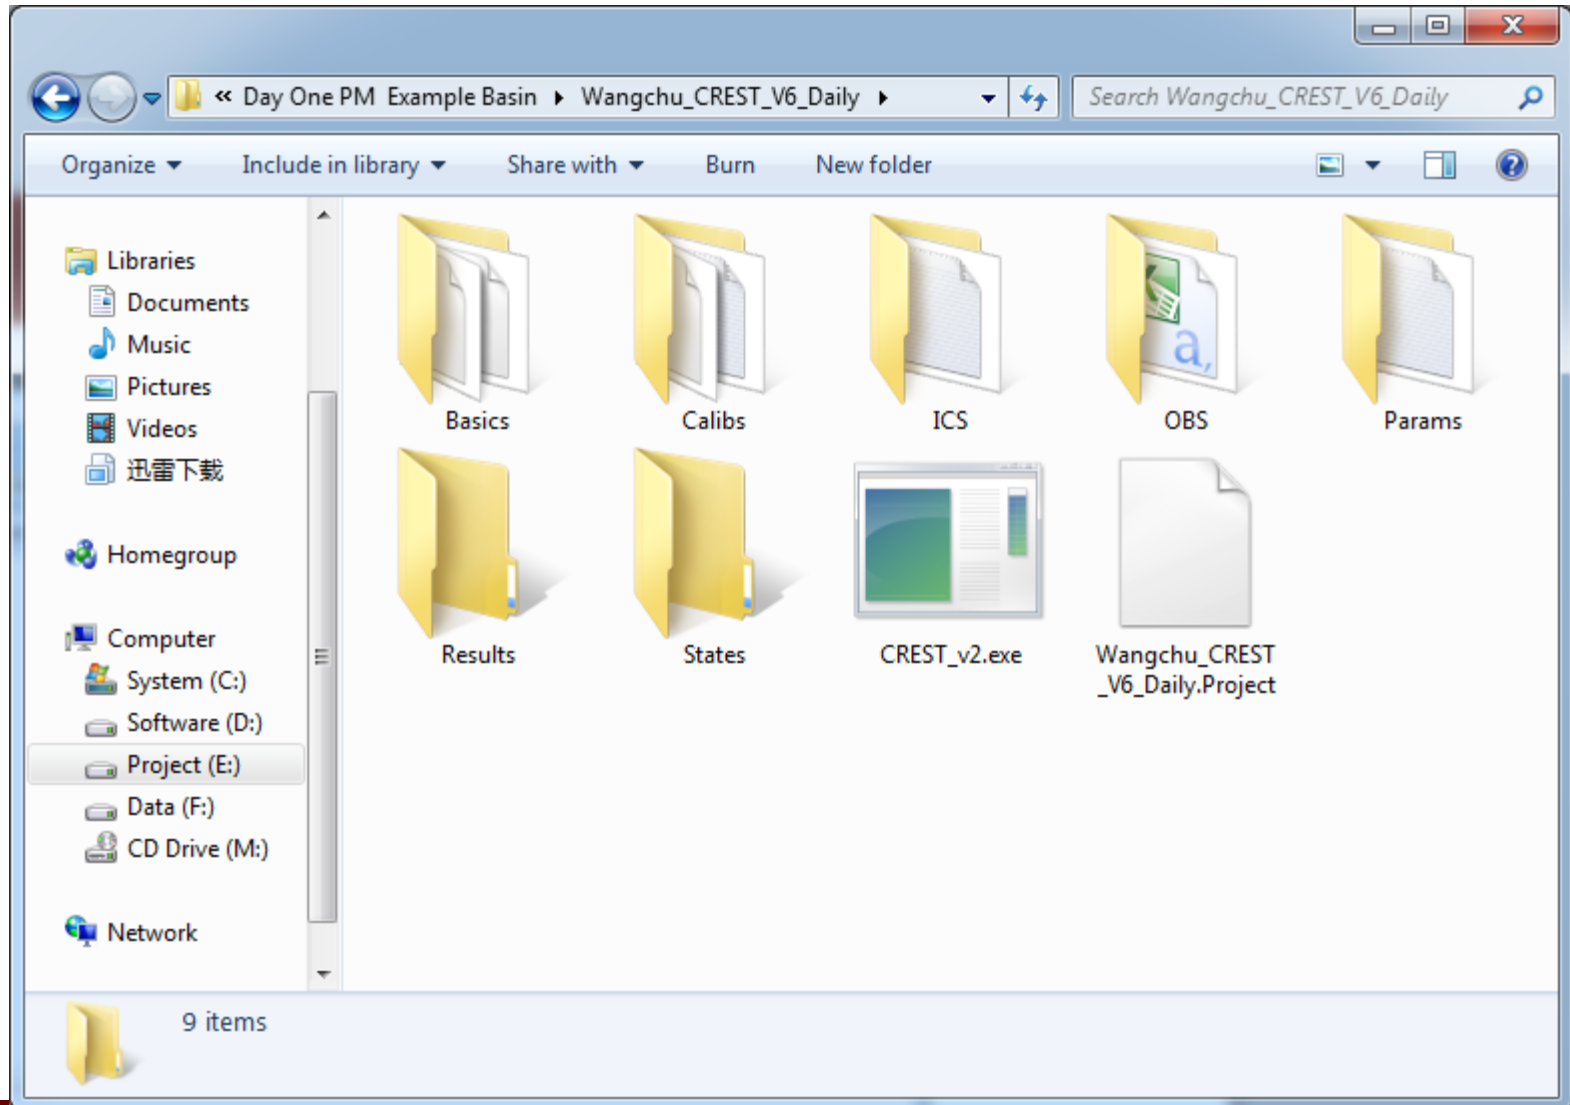 « Day One PM  Example Basin ▸ Wangchu_CREST_V6_Daily ▸
Search Wangchu_CREST_V6_Daily
Organize
Include in library
Share with
Burn
New folder
Libraries
Documents
Music
Pictures
Videos
迅雷下载
Homegroup
Computer
System (C:)
Software (D:)
Project (E:)
Data (F:)
CD Drive (M:)
Network
Basics
Calibs
ICS
OBS
a,
Params
Results
States
CREST_v2.exe
Wangchu_CREST
_V6_Daily.Project
9 items